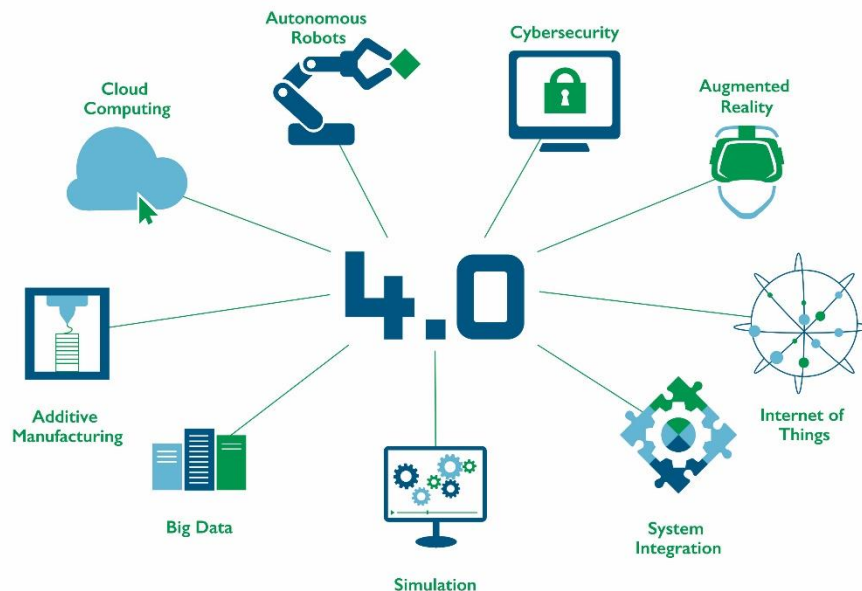 Autonomous
Robots
Cybersecurity
Cloud
Computing
Augmented
Reality
4.0
Additive
Manufacturing
Internet of
Things
Big Data
System
Integration
Simulation